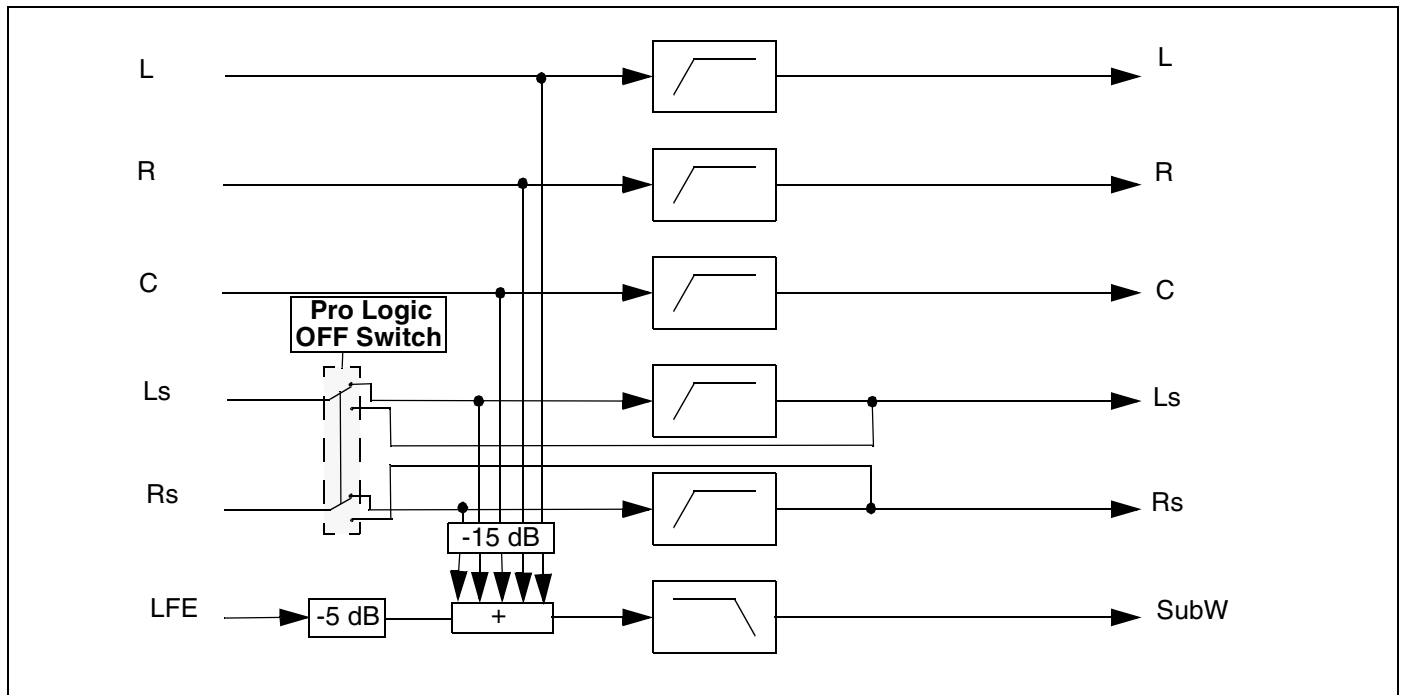 L
L
R
R
C
C
Pro Logic
OFF Switch
Ls
Ls
Rs
Rs
-15 dB
LFE
-5 dB
+
SubW